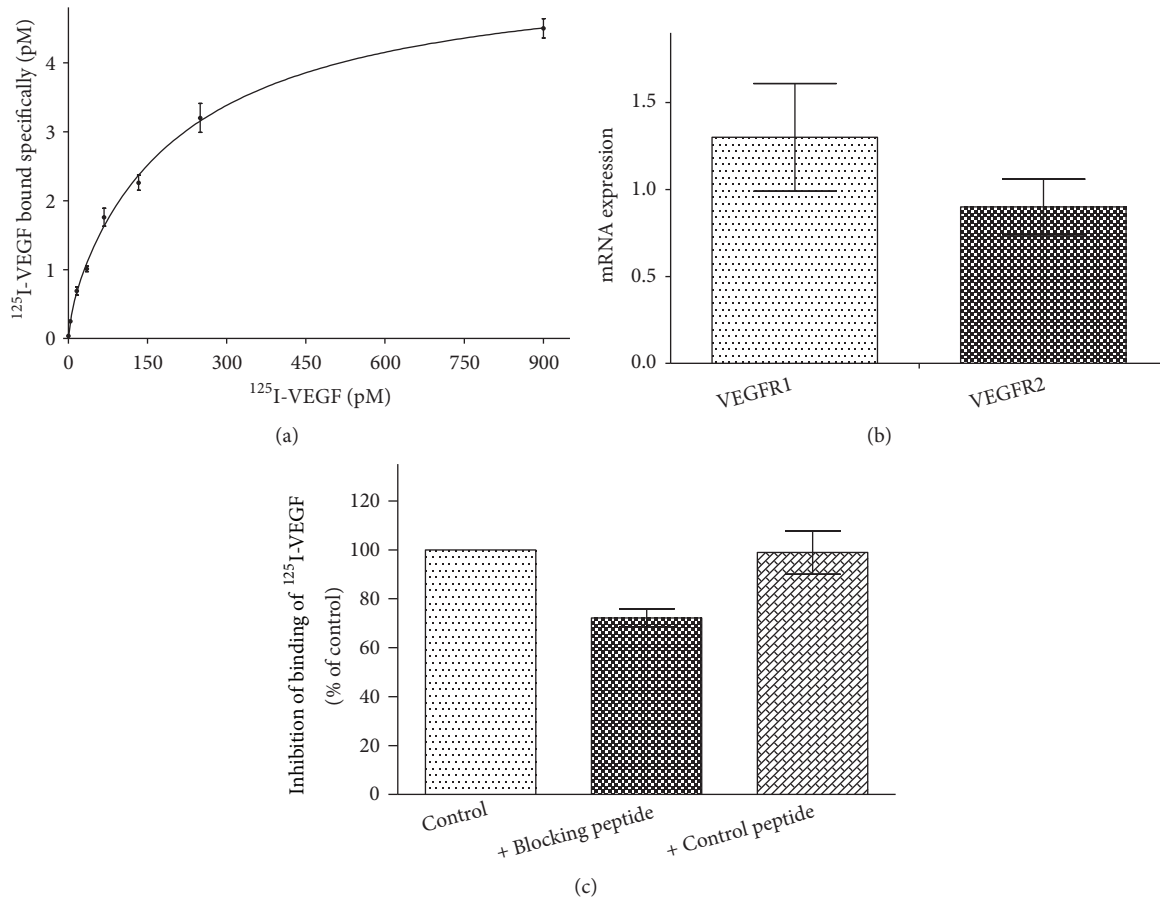 ¹²⁵I-VEGF bound specifically (pM)
4
3
2
1
0
0 150 300 450 600 750 900
¹²⁵I-VEGF (pM)
(a)
mRNA expression
1.5
1.0
0.5
0.0
VEGFR1 VEGFR2
(b)
Inhibition of binding of ¹²⁵I-VEGF
(% of control)
120
100
80
60
40
20
0
Control + Blocking peptide + Control peptide
(c)